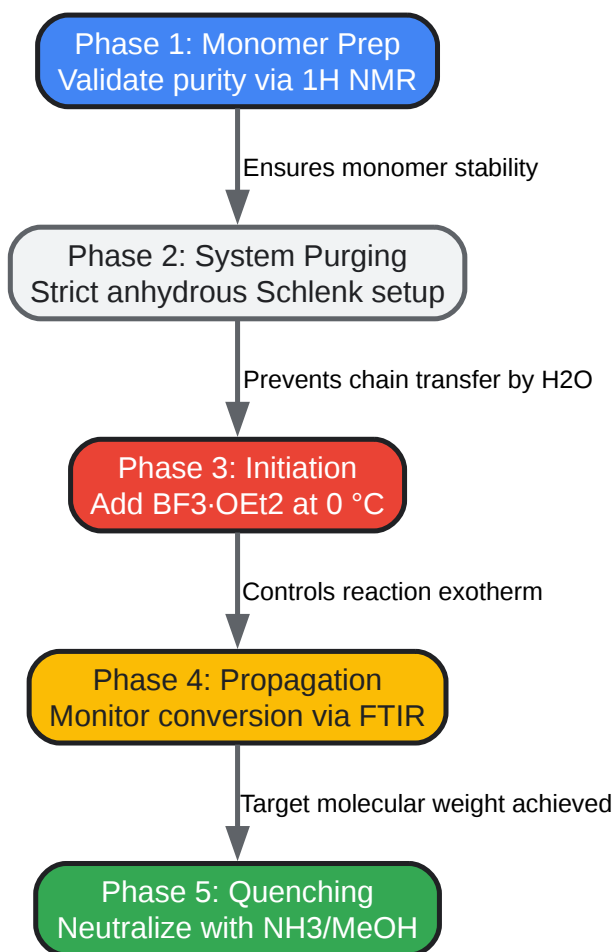 Phase 1: Monomer Prep
Validate purity via 1H NMR
Ensures monomer stability
Phase 2: System Purging
Strict anhydrous Schlenk setup
Prevents chain transfer by H2O
Phase 3: Initiation
Add BF3·OEt2 at 0 °C
Controls reaction exotherm
Phase 4: Propagation
Monitor conversion via FTIR
Target molecular weight achieved
Phase 5: Quenching
Neutralize with NH3/MeOH